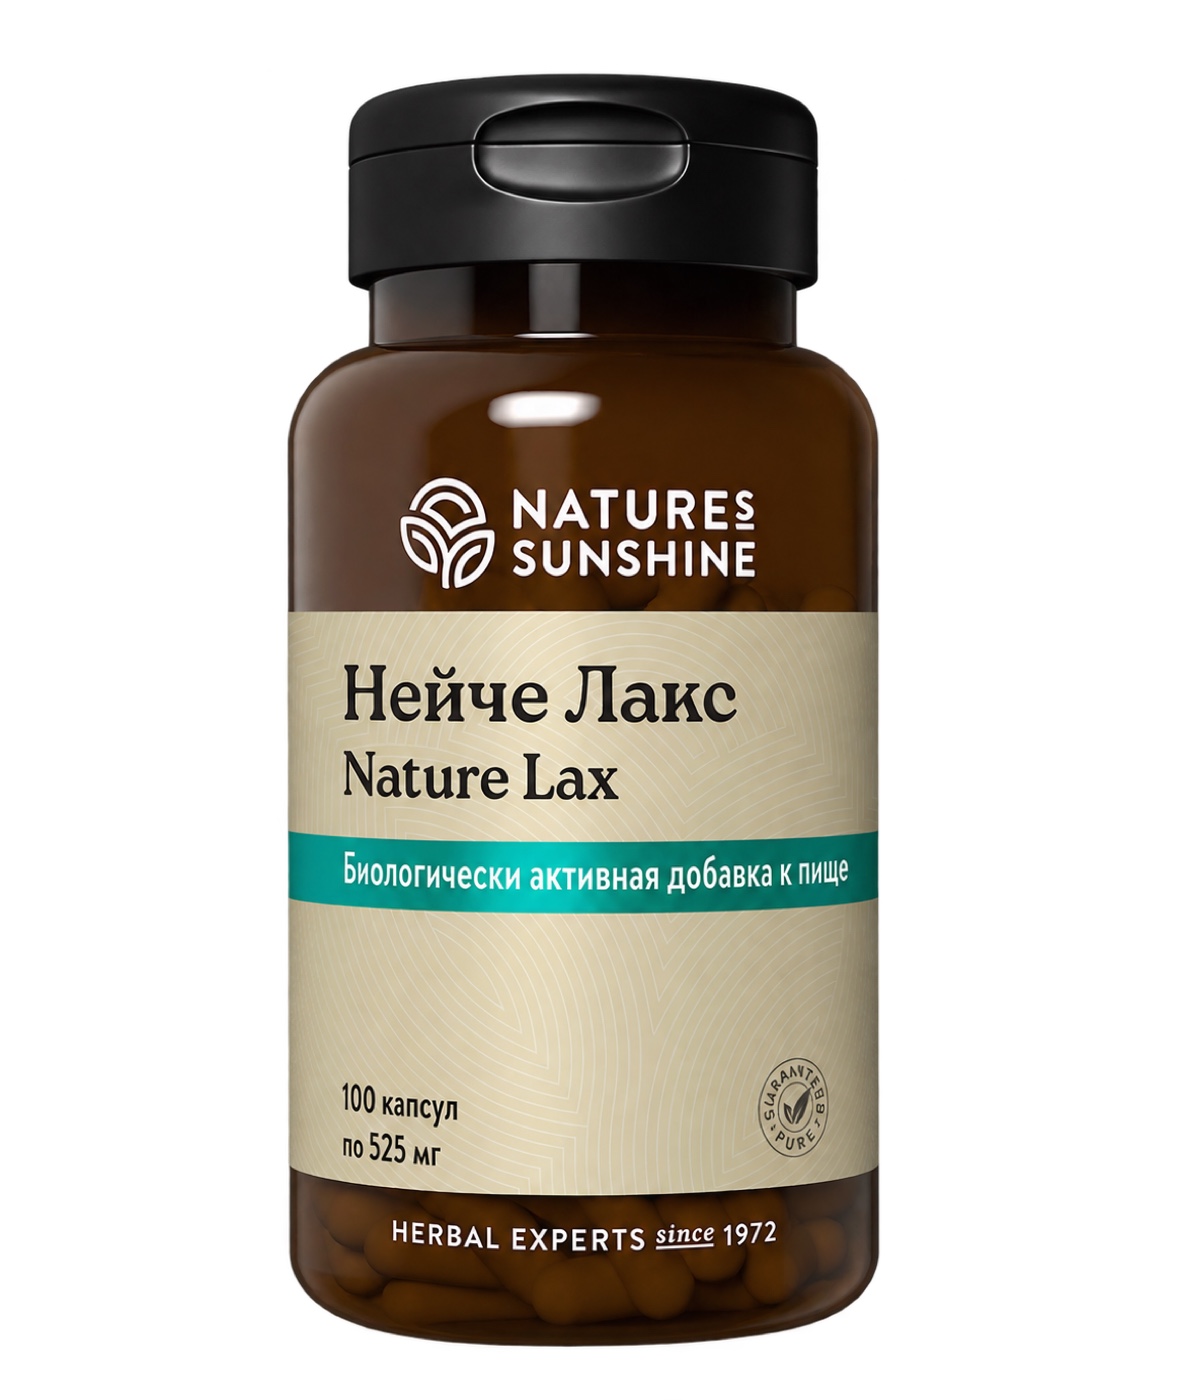 NATURES
SUNSHINE
Нейче Лакс
Nature Lax
Биологически активная добавка к пище
100 капсул
по 525 мг
PURE
HERBAL EXPERTS since 1972